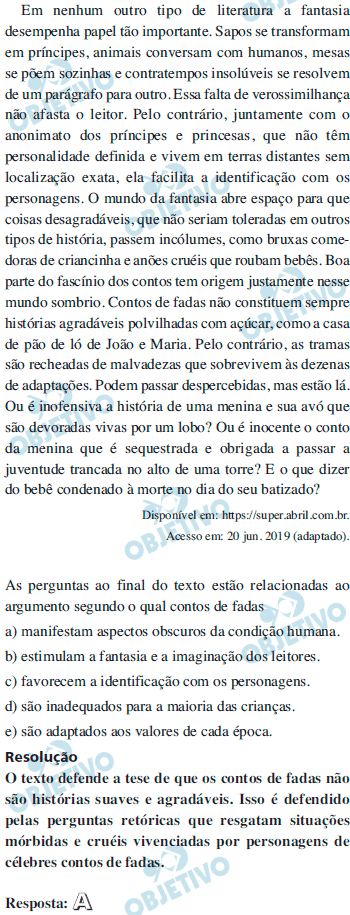 Em nenhum outro tipo de literatura a fantasia
desempenha papel tão importante. Sapos se transformam
em príncipes, animais conversam com humanos, mesas
se põem sozinhas e contratempos insolúveis se resolvem
de um parágrafo para outro. Essa falta de verossimilhança
não afasta o leitor. Pelo contrário, juntamente com o
anonimato dos príncipes e princesas, que não têm
personalidade definida e vivem em terras distantes sem
localização exata, ela facilita a identificação com os
personagens. O mundo da fantasia abre espaço para que
coisas desagradáveis, que não seriam toleradas em outros
tipos de história, passem incólumes, como bruxas come-
doras de criancinha e anões cruéis que roubam bebês. Boa
parte do fascínio dos contos tem origem justamente nesse
mundo sombrio. Contos de fadas não constituem sempre
histórias agradáveis polvilhadas com açúcar, como a casa
de pão de ló de João e Maria. Pelo contrário, as tramas
são recheadas de malvadezas que sobrevivem às dezenas
de adaptações. Podem passar despercebidas, mas estão lá.
Ou é inofensiva a história de uma menina e sua avó que
são devoradas vivas por um lobo? Ou é inocente o conto
da menina que é sequestrada e obrigada a passar a
juventude trancada no alto de uma torre? E o que dizer
do bebê condenado à morte no dia do seu batizado?
Disponível em: https://super.abril.com.br.
Acesso em: 20 jun. 2019 (adaptado).
As perguntas ao final do texto estão relacionadas ao
argumento segundo o qual contos de fadas
a) manifestam aspectos obscuros da condição humana.
b) estimulam a fantasia e a imaginação dos leitores.
c) favorecem a identificação com os personagens.
d) são inadequados para a maioria das crianças.
e) são adaptados aos valores de cada época.
Resolução
O texto defende a tese de que os contos de fadas não
são histórias suaves e agradáveis. Isso é defendido
pelas perguntas retóricas que resgatam situações
mórbidas e cruéis vivenciadas por personagens de
célebres contos de fadas.
Resposta: A
OBJETIVO
OBJETIVO
OBJETIVO
OBJETIVO
OBJETIVO
OBJETIVO
OBJETIVO
OBJETIVO
OBJETIVO
OBJETIVO